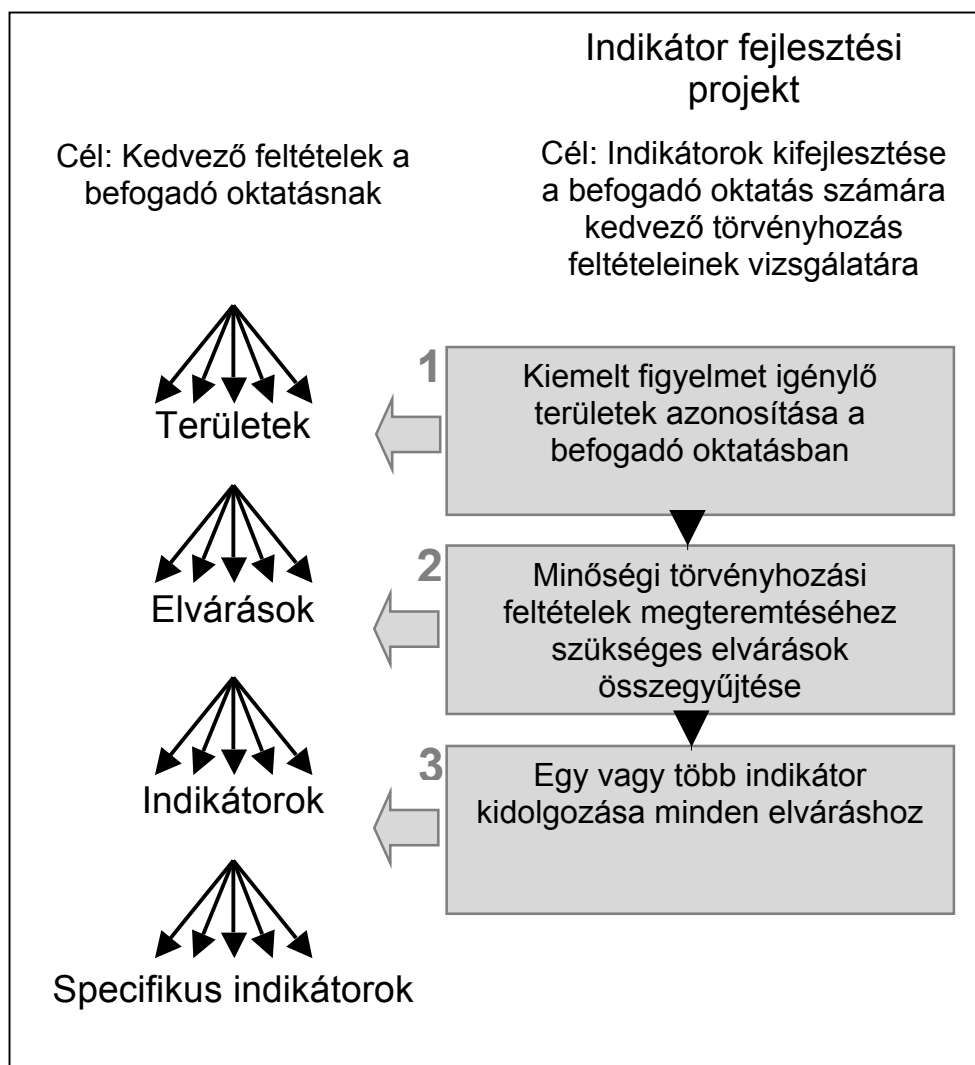 Indikátor fejlesztési
projekt
Cél: Kedvező feltételek a
befogadó oktatásnak
Cél: Indikátorok kifejlesztése
a befogadó oktatás számára
kedvező törvényhozás
feltételeinek vizsgálatára
1
Kiemelt figyelmet igénylő
területek azonosítása a
befogadó oktatásban
Területek
2
Minőségi törvényhozási
feltételek megteremtéséhez
szükséges elvárások
összegyűjtése
Elvárások
3
Egy vagy több indikátor
kidolgozása minden elváráshoz
Indikátorok
Specifikus indikátorok